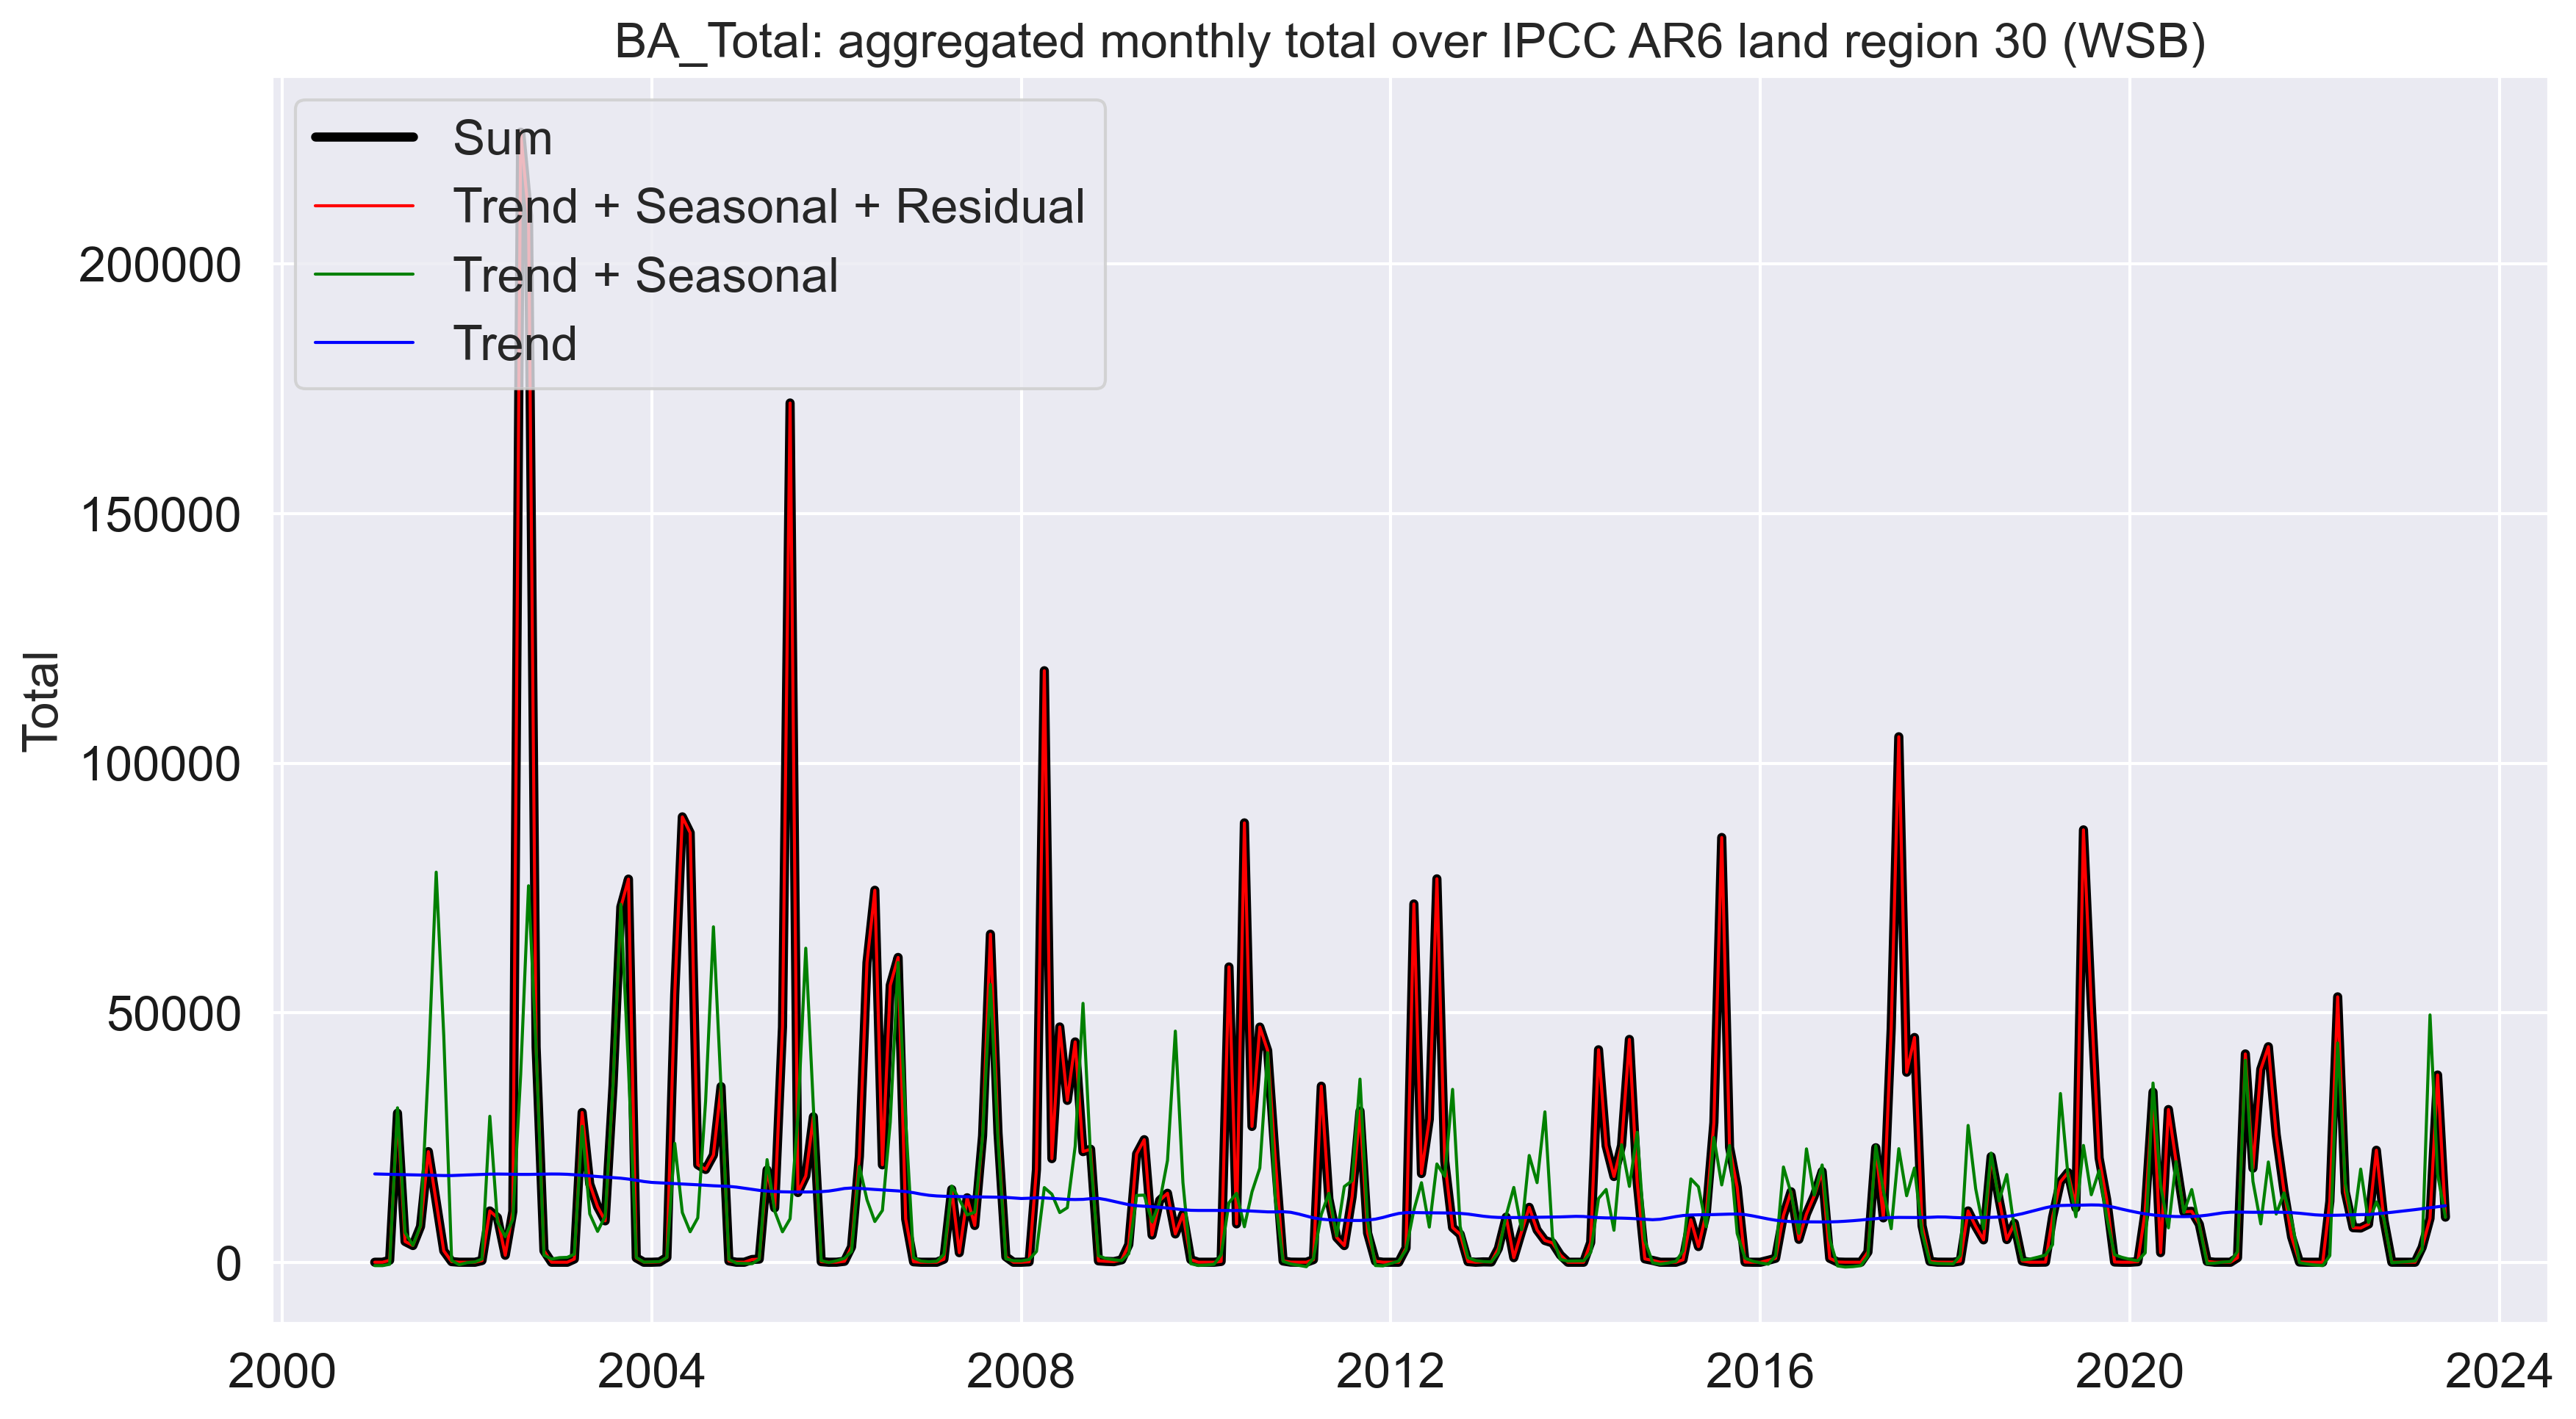 BA_Total: aggregated monthly total over IPCC AR6 land region 30 (WSB)
Sum
Trend + Seasonal + Residual
Trend + Seasonal
Trend
200000
150000
100000
50000
0
Total
2000 2004 2008 2012 2016 2020 2024